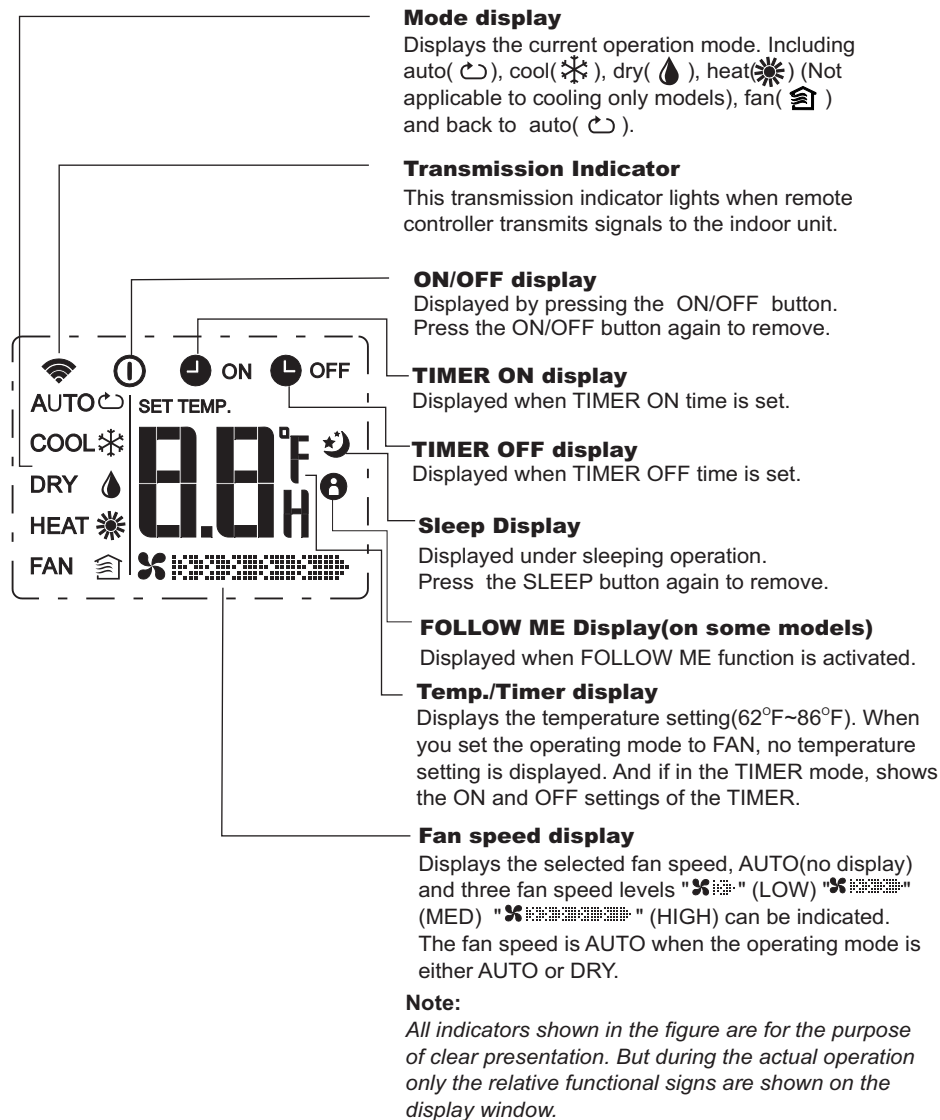 Mode display
Displays the current operation mode. Including
auto( ), cool( ), dry( ), heat( ) (Not
applicable to cooling only models), fan( )
and back to auto( ).
Transmission Indicator
This transmission indicator lights when remote
controller transmits signals to the indoor unit.
ON/OFF display
Displayed by pressing the ON/OFF button.
Press the ON/OFF button again to remove.
ON OFF
AUTO
SET TEMP.
COOL
DRY
HEAT
FAN
8.8°F
H
TIMER ON display
Displayed when TIMER ON time is set.
TIMER OFF display
Displayed when TIMER OFF time is set.
Sleep Display
Displayed under sleeping operation.
Press the SLEEP button again to remove.
FOLLOW ME Display(on some models)
Displayed when FOLLOW ME function is activated.
Temp./Timer display
Displays the temperature setting(62°F~86°F). When
you set the operating mode to FAN, no temperature
setting is displayed. And if in the TIMER mode, shows
the ON and OFF settings of the TIMER.
Fan speed display
Displays the selected fan speed, AUTO(no display)
and three fan speed levels " " (LOW) " "
(MED) " " (HIGH) can be indicated.
The fan speed is AUTO when the operating mode is
either AUTO or DRY.
Note:
All indicators shown in the figure are for the purpose
of clear presentation. But during the actual operation
only the relative functional signs are shown on the
display window.